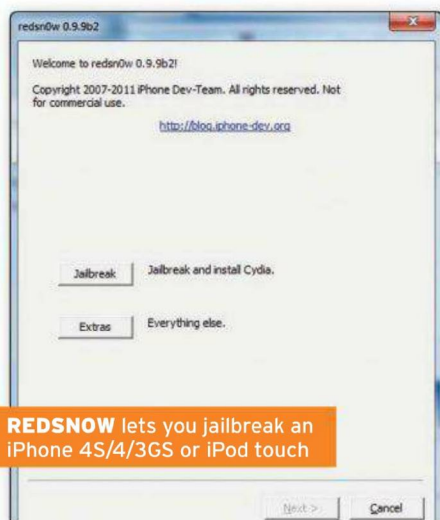 redsn0w 0.9.9b2
Welcome to redsn0w 0.9.9b2!
Copyright 2007-2011 iPhone Dev-Team. All rights reserved. Not
for commercial use.
http://blog.iphone-dev.org
Jailbreak
Jailbreak and install Cydia.
Extras
Everything else.
REDSNOW lets you jailbreak an
iPhone 4S/4/3GS or iPod touch
Next >
Cancel